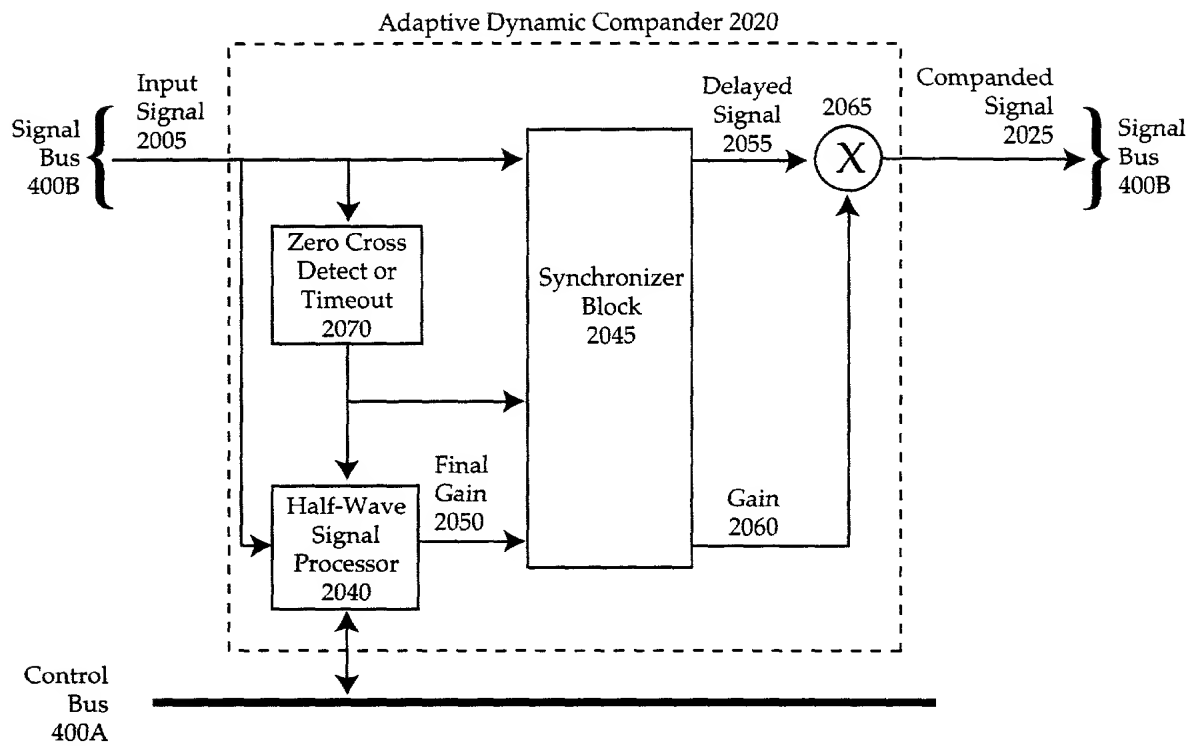 Adaptive Dynamic Compander 2020
Input
Signal
2005
Signal
Bus
400B
Delayed
Signal
2055
2065
X
Companded
Signal
2025
Signal
Bus
400B
Zero Cross
Detect or
Timeout
2070
Synchronizer
Block
2045
Half-Wave
Signal
Processor
2040
Final
Gain
2050
Gain
2060
Control
Bus
400A